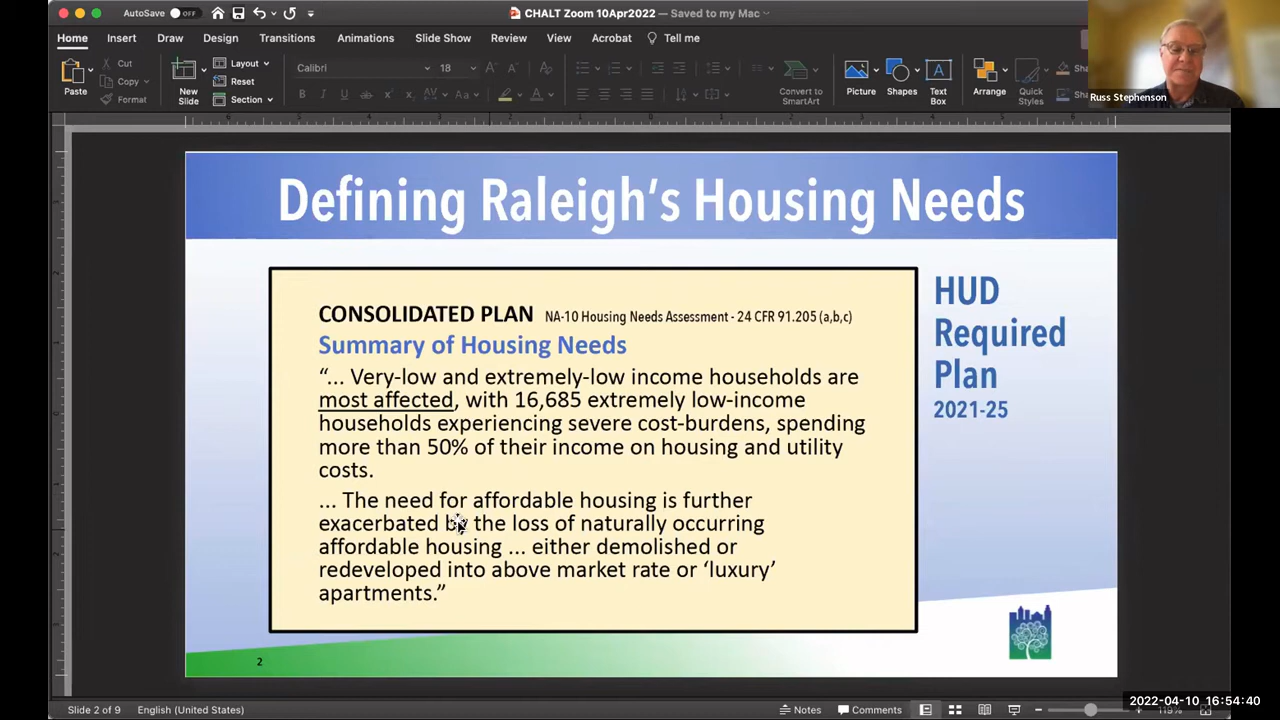 AutoSave OFF CHALT Zoom 10Apr2022 — Saved to my Mac
Home Insert Draw Design Transitions Animations Slide Show Review View Acrobat Tell me
Paste Cut Copy Format New Slide Layout Reset Section Calibri 18 Convert to SmartArt Picture Shapes Text Box Arrange Quick Styles
Russ Stephenson
Defining Raleigh's Housing Needs
CONSOLIDATED PLAN NA-10 Housing Needs Assessment - 24 CFR 91.205 (a,b,c)
Summary of Housing Needs
“... Very-low and extremely-low income households are
most affected, with 16,685 extremely low-income
households experiencing severe cost-burdens, spending
more than 50% of their income on housing and utility
costs.
... The need for affordable housing is further
exacerbated by the loss of naturally occurring
affordable housing ... either demolished or
redeveloped into above market rate or ‘luxury’
apartments.”
HUD
Required
Plan
2021-25
2
Slide 2 of 9 English (United States) Notes Comments
2022-04-10 16:54:40